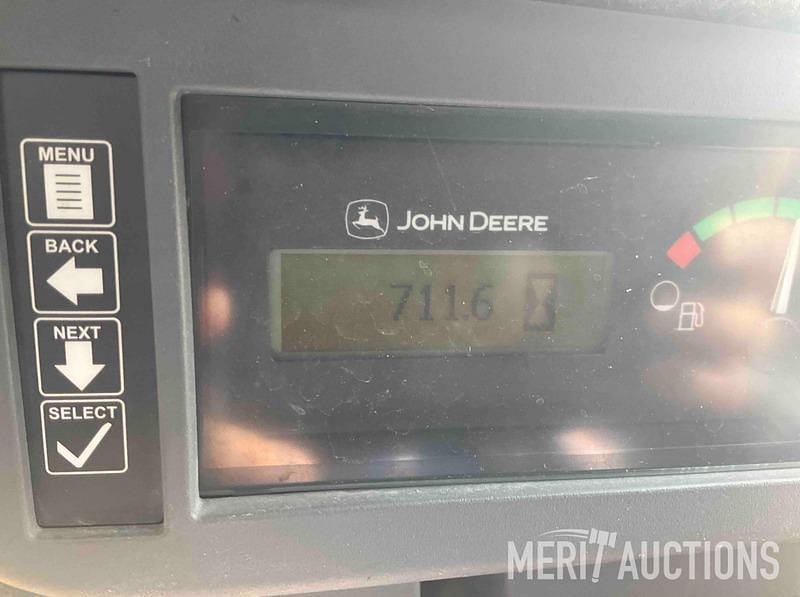 MENU
BACK
NEXT
SELECT
JOHN DEERE
711.6
MERIT AUCTIONS